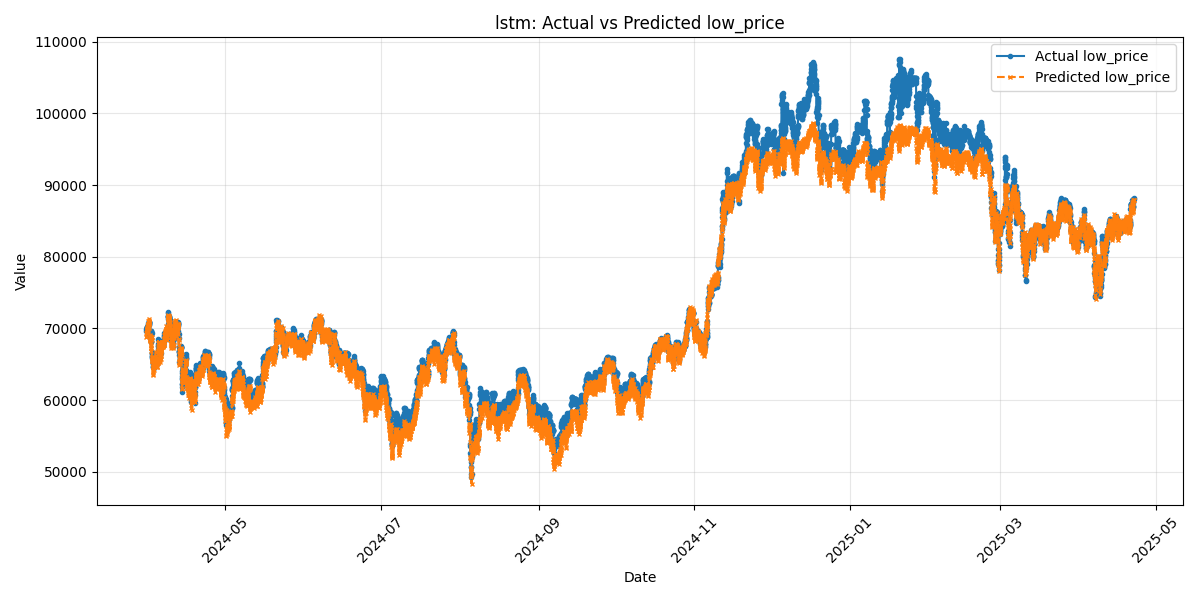 lstm: Actual vs Predicted low_price
Actual low_price
Predicted low_price
Value
110000
100000
90000
80000
70000
60000
50000
2024-05
2024-07
2024-09
2024-11
2025-01
2025-03
2025-05
Date